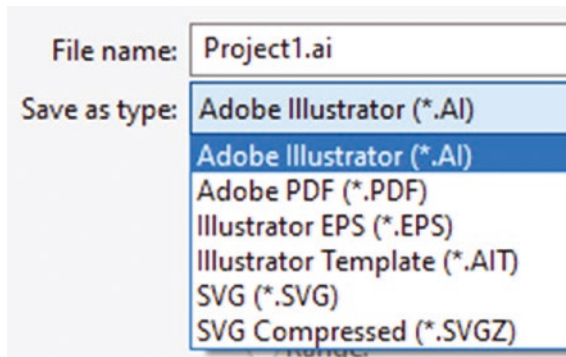 File name: Project1.ai
Save as type: Adobe Illustrator (*.AI)
Adobe Illustrator (*.AI)
Adobe PDF (*.PDF)
Illustrator EPS (*.EPS)
Illustrator Template (*.AIT)
SVG (*.SVG)
SVG Compressed (*.SVGZ)